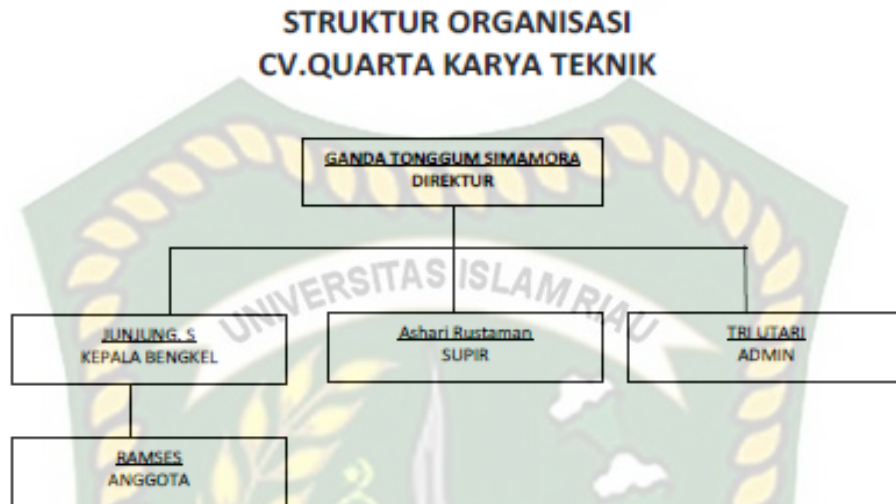 STRUKTUR ORGANISASI
CV.QUARTA KARYA TEKNIK
GANDA TONGGUM SIMAMORA
DIREKTUR
UNIVERSITAS ISLAM RIAU
JUNJUNG. S
KEPALA BENGKEL
Ashari Rustaman
SUPIR
TRI UTARI
ADMIN
RAMSES
ANGGOTA